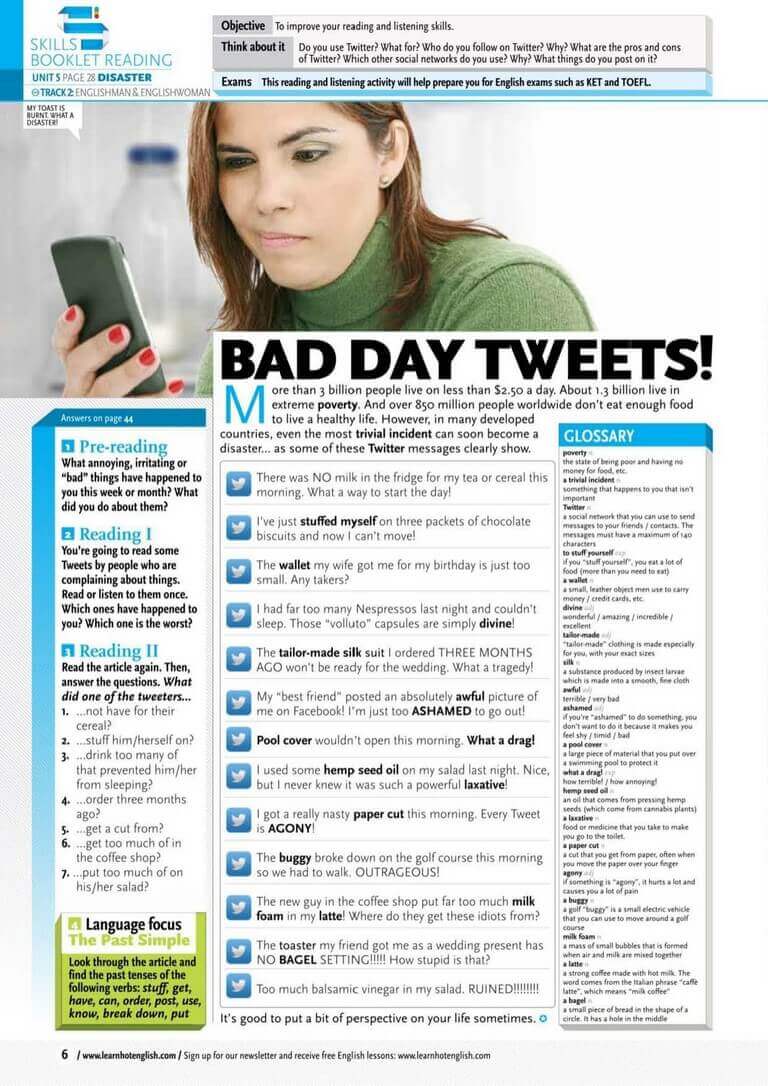 SKILLS
BOOKLET READING
UNIT 5 PAGE 28 DISASTER
TRACK 2: ENGLISHMAN & ENGLISHWOMAN
Objective To improve your reading and listening skills.
Think about it Do you use Twitter? What for? Who do you follow on Twitter? Why? What are the pros and cons
of Twitter? Which other social networks do you use? Why? What things do you post on it?
Exams This reading and listening activity will help prepare you for English exams such as KET and TOEFL.
MY TOAST IS
BURNT. WHAT A
DISASTER!
BAD DAY TWEETS!
More than 3 billion people live on less than $2.50 a day. About 1.3 billion live in
extreme poverty. And over 850 million people worldwide don't eat enough food
to live a healthy life. However, in many developed
countries, even the most trivial incident can soon become a
disaster... as some of these Twitter messages clearly show.
There was NO milk in the fridge for my tea or cereal this
morning. What a way to start the day!
I've just stuffed myself on three packets of chocolate
biscuits and now I can't move!
The wallet my wife got me for my birthday is just too
small. Any takers?
I had far too many Nespressos last night and couldn't
sleep. Those "volluto" capsules are simply divine!
The tailor-made silk suit I ordered THREE MONTHS
AGO won't be ready for the wedding. What a tragedy!
My "best friend" posted an absolutely awful picture of
me on Facebook! I'm just too ASHAMED to go out!
Pool cover wouldn't open this morning. What a drag!
I used some hemp seed oil on my salad last night. Nice,
but I never knew it was such a powerful laxative!
I got a really nasty paper cut this morning. Every Tweet
is AGONY!
The buggy broke down on the golf course this morning
so we had to walk. OUTRAGEOUS!
The new guy in the coffee shop put far too much milk
foam in my latte! Where do they get these idiots from?
The toaster my friend got me as a wedding present has
NO BAGEL SETTING!!!!! How stupid is that?
Too much balsamic vinegar in my salad. RUINED!!!!!!!!
It's good to put a bit of perspective on your life sometimes.
Answers on page 44
1 Pre-reading
What annoying, irritating or
"bad" things have happened to
you this week or month? What
did you do about them?
2 Reading I
You're going to read some
Tweets by people who are
complaining about things.
Read or listen to them once.
Which ones have happened to
you? Which one is the worst?
3 Reading II
Read the article again. Then,
answer the questions. What
did one of the tweeters...
1. ...not have for their
cereal?
2. ...stuff him/herself on?
3. ...drink too many of
that prevented him/her
from sleeping?
4. ...order three months
ago?
5. ...get a cut from?
6. ...get too much of in
the coffee shop?
7. ...put too much of on
his/her salad?
4 Language focus
The Past Simple
Look through the article and
find the past tenses of the
following verbs: stuff, get,
have, can, order, post, use,
know, break down, put
GLOSSARY
poverty n
the state of being poor and having no
money for food, etc.
a trivial incident n
something that happens to you that isn't
important
Twitter n
a social network that you can use to send
messages to your friends / contacts. The
messages must have a maximum of 140
characters
to stuff yourself exp
if you "stuff yourself", you eat a lot of
food (more than you need to eat)
a wallet n
a small, leather object men use to carry
money / credit cards, etc.
divine adj
wonderful / amazing / incredible /
excellent
tailor-made adj
"tailor-made" clothing is made especially
for you, with your exact sizes
silk n
a substance produced by insect larvae
which is made into a smooth, fine cloth
awful adj
terrible / very bad
ashamed adj
if you're "ashamed" to do something, you
don't want to do it because it makes you
feel shy / timid / bad
a pool cover n
a large piece of material that you put over
a swimming pool to protect it
what a drag! exp
how terrible! / how annoying!
hemp seed oil n
an oil that comes from pressing hemp
seeds (which come from cannabis plants)
a laxative n
food or medicine that you take to make
you go to the toilet.
a paper cut n
a cut that you get from paper, often when
you move the paper over your finger
agony adj
if something is "agony", it hurts a lot and
causes you a lot of pain
a buggy n
a golf "buggy" is a small electric vehicle
that you can use to move around a golf
course
milk foam n
a mass of small bubbles that is formed
when air and milk are mixed together
a latte n
a strong coffee made with hot milk. The
word comes from the Italian phrase "caffè
latte", which means "milk coffee"
a bagel n
a small piece of bread in the shape of a
circle. It has a hole in the middle
6 / www.learnhotenglish.com / Sign up for our newsletter and receive free English lessons: www.learnhotenglish.com